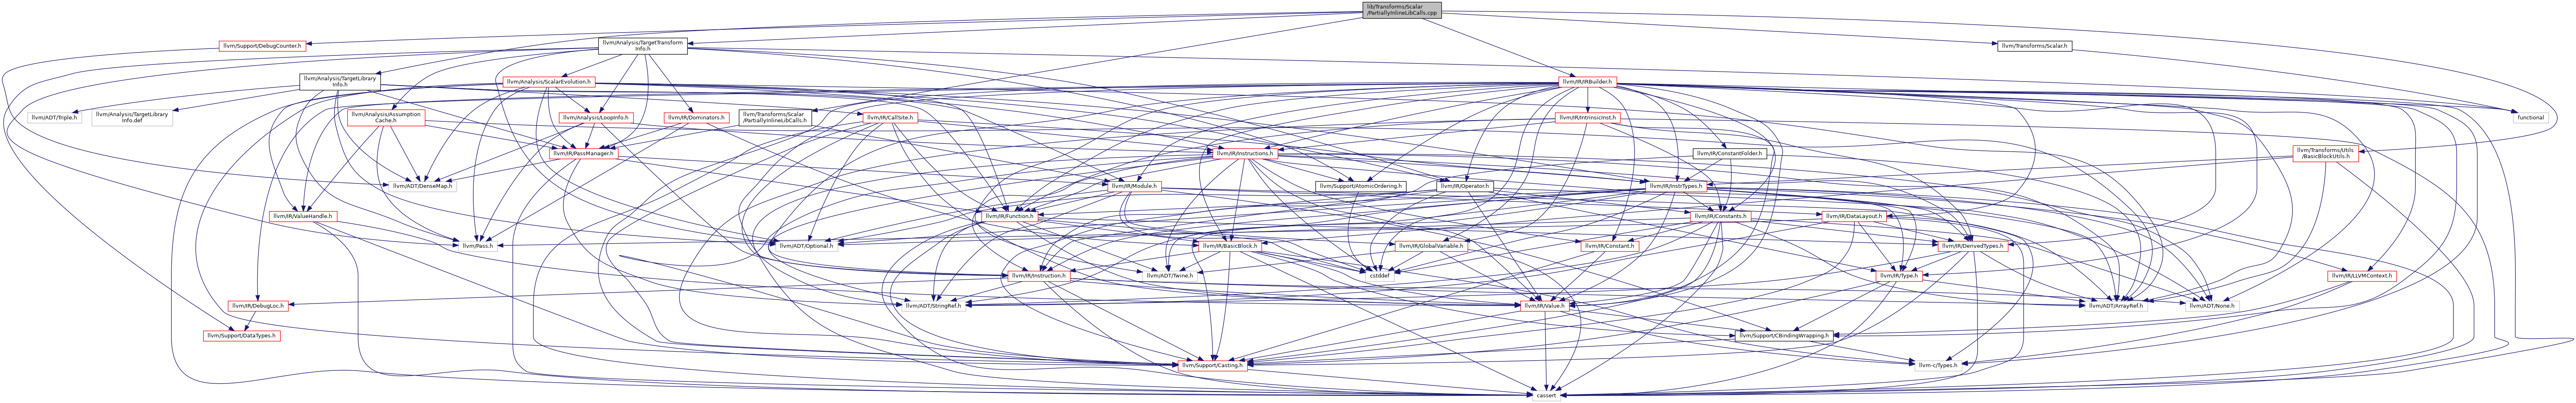 lib/Transforms/Scalar
/PartiallyInlineLibCalls.cpp
llvm/Support/DebugCounter.h
llvm/Analysis/TargetTransform
Info.h
llvm/Transforms/Scalar.h
llvm/Analysis/TargetLibrary
Info.h
llvm/Analysis/ScalarEvolution.h
llvm/IR/IRBuilder.h
llvm/ADT/Triple.h
llvm/Analysis/TargetLibrary
Info.def
llvm/Analysis/Assumption
Cache.h
llvm/Analysis/LoopInfo.h
llvm/IR/Dominators.h
llvm/Transforms/Scalar
/PartiallyInlineLibCalls.h
llvm/IR/CallSite.h
llvm/IR/IntrinsicInst.h
functional
llvm/IR/PassManager.h
llvm/IR/Instructions.h
llvm/IR/ConstantFolder.h
llvm/Transforms/Utils
/BasicBlockUtils.h
llvm/ADT/DenseMap.h
llvm/IR/Module.h
llvm/Support/AtomicOrdering.h
llvm/IR/Operator.h
llvm/IR/InstrTypes.h
llvm/IR/ValueHandle.h
llvm/IR/Function.h
llvm/IR/Constants.h
llvm/IR/DataLayout.h
llvm/Pass.h
llvm/ADT/Optional.h
llvm/IR/BasicBlock.h
llvm/IR/GlobalVariable.h
llvm/IR/Constant.h
llvm/IR/DerivedTypes.h
llvm/IR/Instruction.h
llvm/ADT/Twine.h
cstddef
llvm/IR/Type.h
llvm/IR/LLVMContext.h
llvm/IR/DebugLoc.h
llvm/ADT/StringRef.h
llvm/IR/Value.h
llvm/ADT/ArrayRef.h
llvm/ADT/None.h
llvm/Support/DataTypes.h
llvm/Support/CBindingWrapping.h
llvm/Support/Casting.h
llvm-c/Types.h
cassert